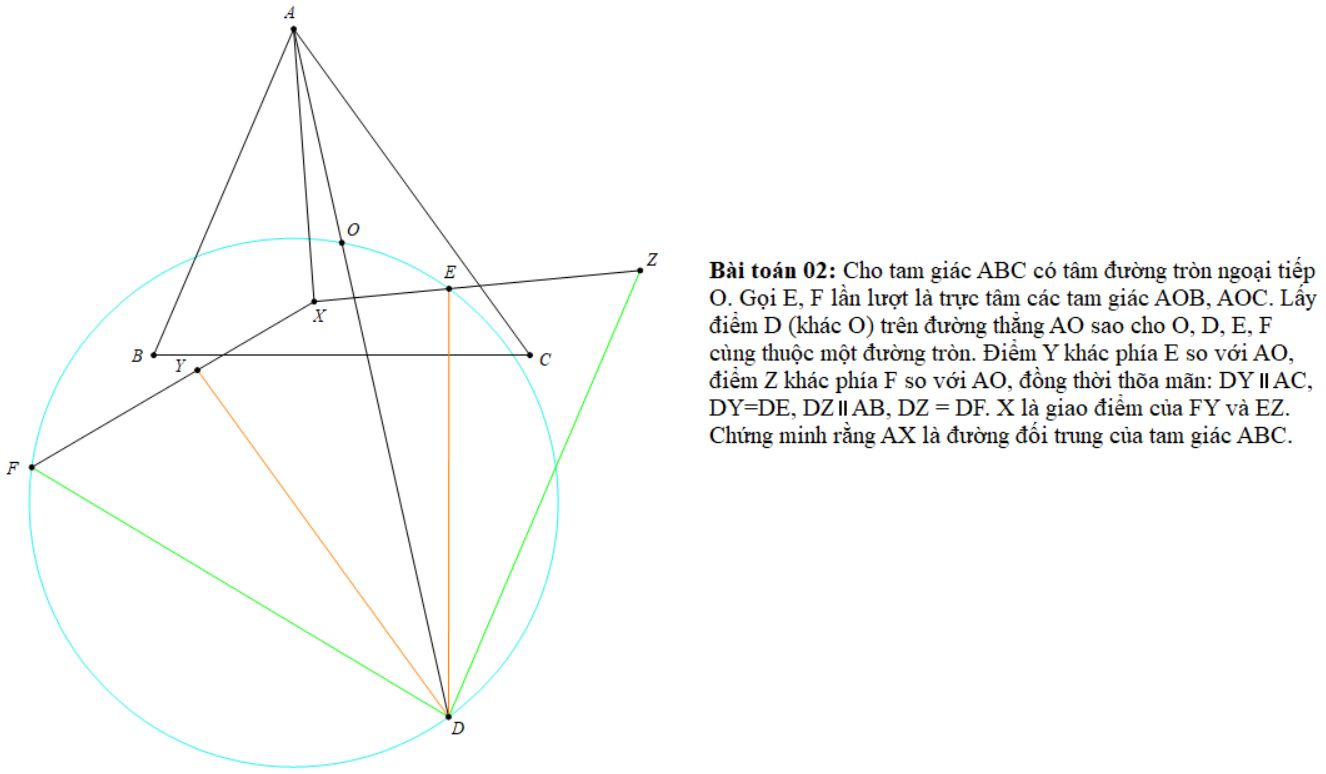 A
O
E
Z
X
B
Y
C
F
D
Bài toán 02: Cho tam giác ABC có tâm đường tròn ngoại tiếp
O. Gọi E, F lần lượt là trực tâm các tam giác AOB, AOC. Lấy
điểm D (khác O) trên đường thẳng AO sao cho O, D, E, F
cùng thuộc một đường tròn. Điểm Y khác phía E so với AO,
điểm Z khác phía F so với AO, đồng thời thõa mãn: DY॥AC,
DY=DE, DZ॥AB, DZ = DF. X là giao điểm của FY và EZ.
Chứng minh rằng AX là đường đối trung của tam giác ABC.